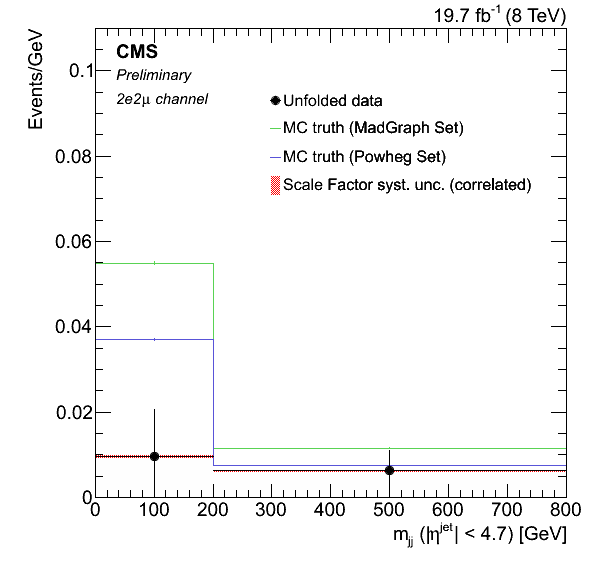 19.7 fb⁻¹ (8 TeV)
Events/GeV
CMS
Preliminary
2e2μ channel
Unfolded data
MC truth (MadGraph Set)
MC truth (Powheg Set)
Scale Factor syst. unc. (correlated)
0.1
0.08
0.06
0.04
0.02
0
0 100 200 300 400 500 600 700 800
m_jj (|η^jet| < 4.7) [GeV]